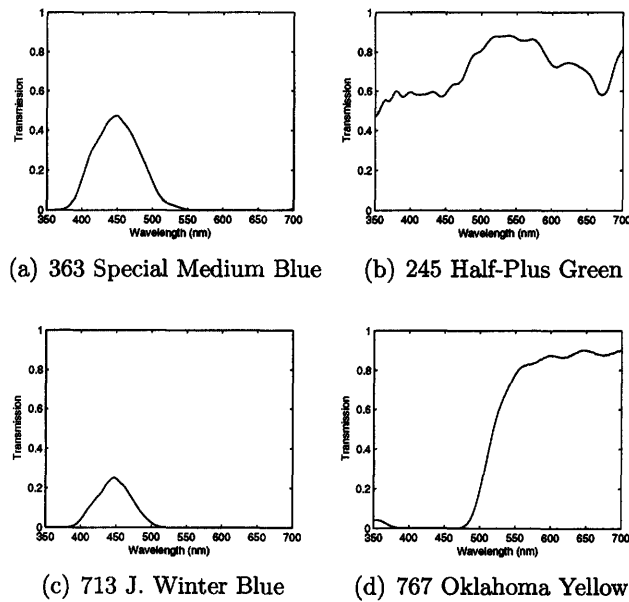 1
0.8
0.6
0.4
0.2
0
Transmission
350 400 450 500 550 600 650 700
Wavelength (nm)
(a) 363 Special Medium Blue
1
0.8
0.6
0.4
0.2
0
Transmission
350 400 450 500 550 600 650 700
Wavelength (nm)
(b) 245 Half-Plus Green
1
0.8
0.6
0.4
0.2
0
Transmission
350 400 450 500 550 600 650 700
Wavelength (nm)
(c) 713 J. Winter Blue
1
0.8
0.6
0.4
0.2
0
Transmission
350 400 450 500 550 600 650 700
Wavelength (nm)
(d) 767 Oklahoma Yellow